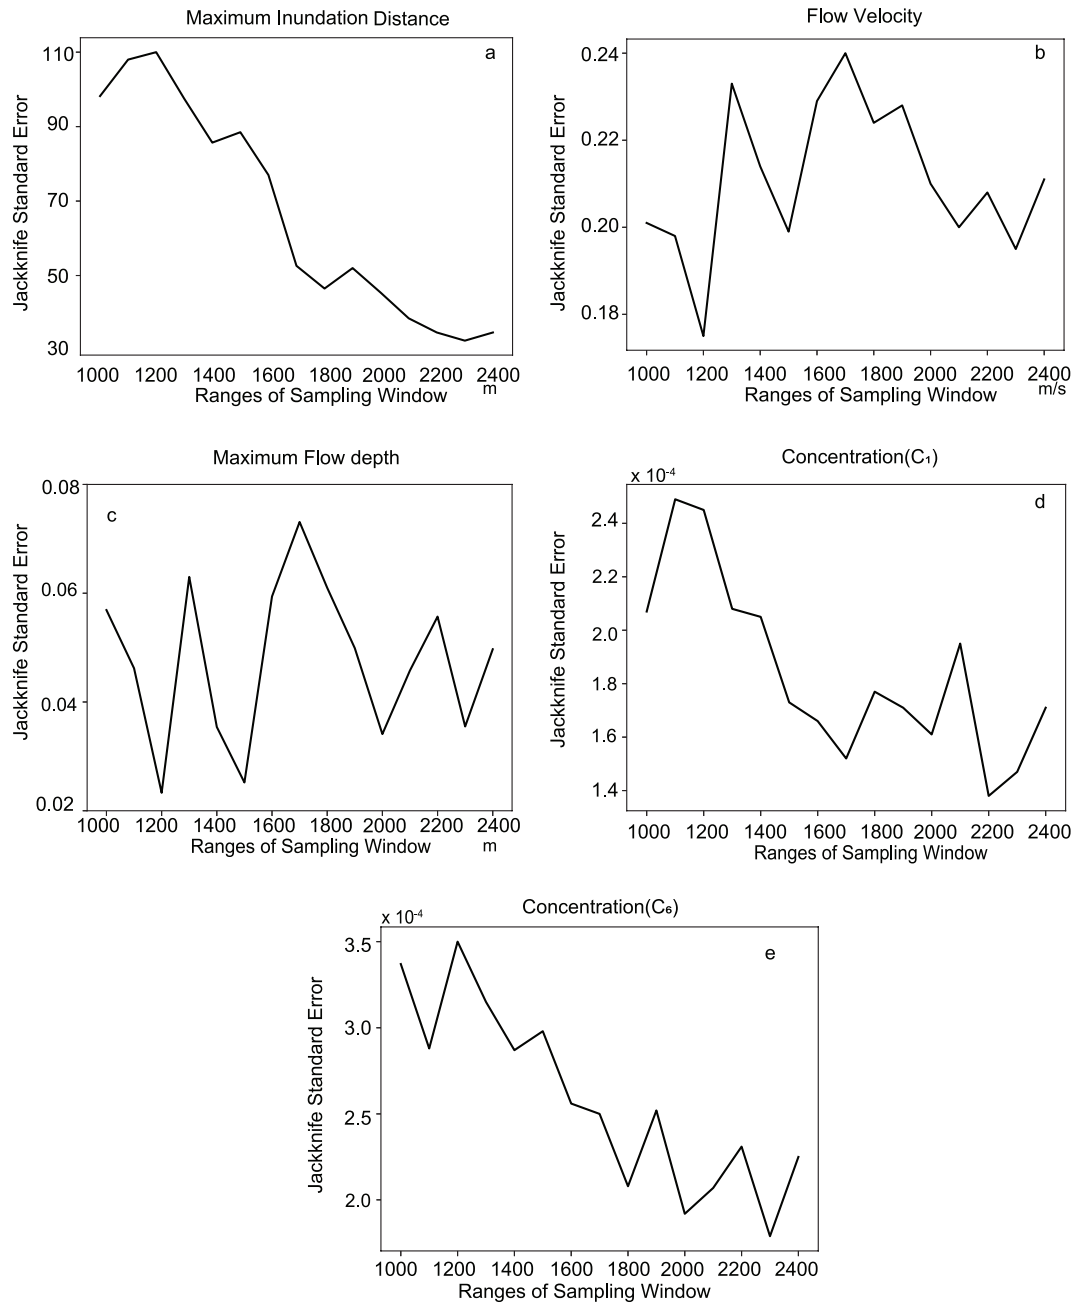 Maximum Inundation Distance
a
Jackknife Standard Error
110
90
70
50
30
1000 1200 1400 1600 1800 2000 2200 2400
Ranges of Sampling Window
m
Flow Velocity
b
Jackknife Standard Error
0.24
0.22
0.20
0.18
1000 1200 1400 1600 1800 2000 2200 2400
Ranges of Sampling Window
m/s
Maximum Flow depth
c
Jackknife Standard Error
0.08
0.06
0.04
0.02
1000 1200 1400 1600 1800 2000 2200 2400
Ranges of Sampling Window
m
Concentration(C₁)
x 10⁻⁴
d
Jackknife Standard Error
2.4
2.2
2.0
1.8
1.6
1.4
1000 1200 1400 1600 1800 2000 2200 2400
Ranges of Sampling Window
Concentration(C₆)
x 10⁻⁴
e
Jackknife Standard Error
3.5
3.0
2.5
2.0
1000 1200 1400 1600 1800 2000 2200 2400
Ranges of Sampling Window